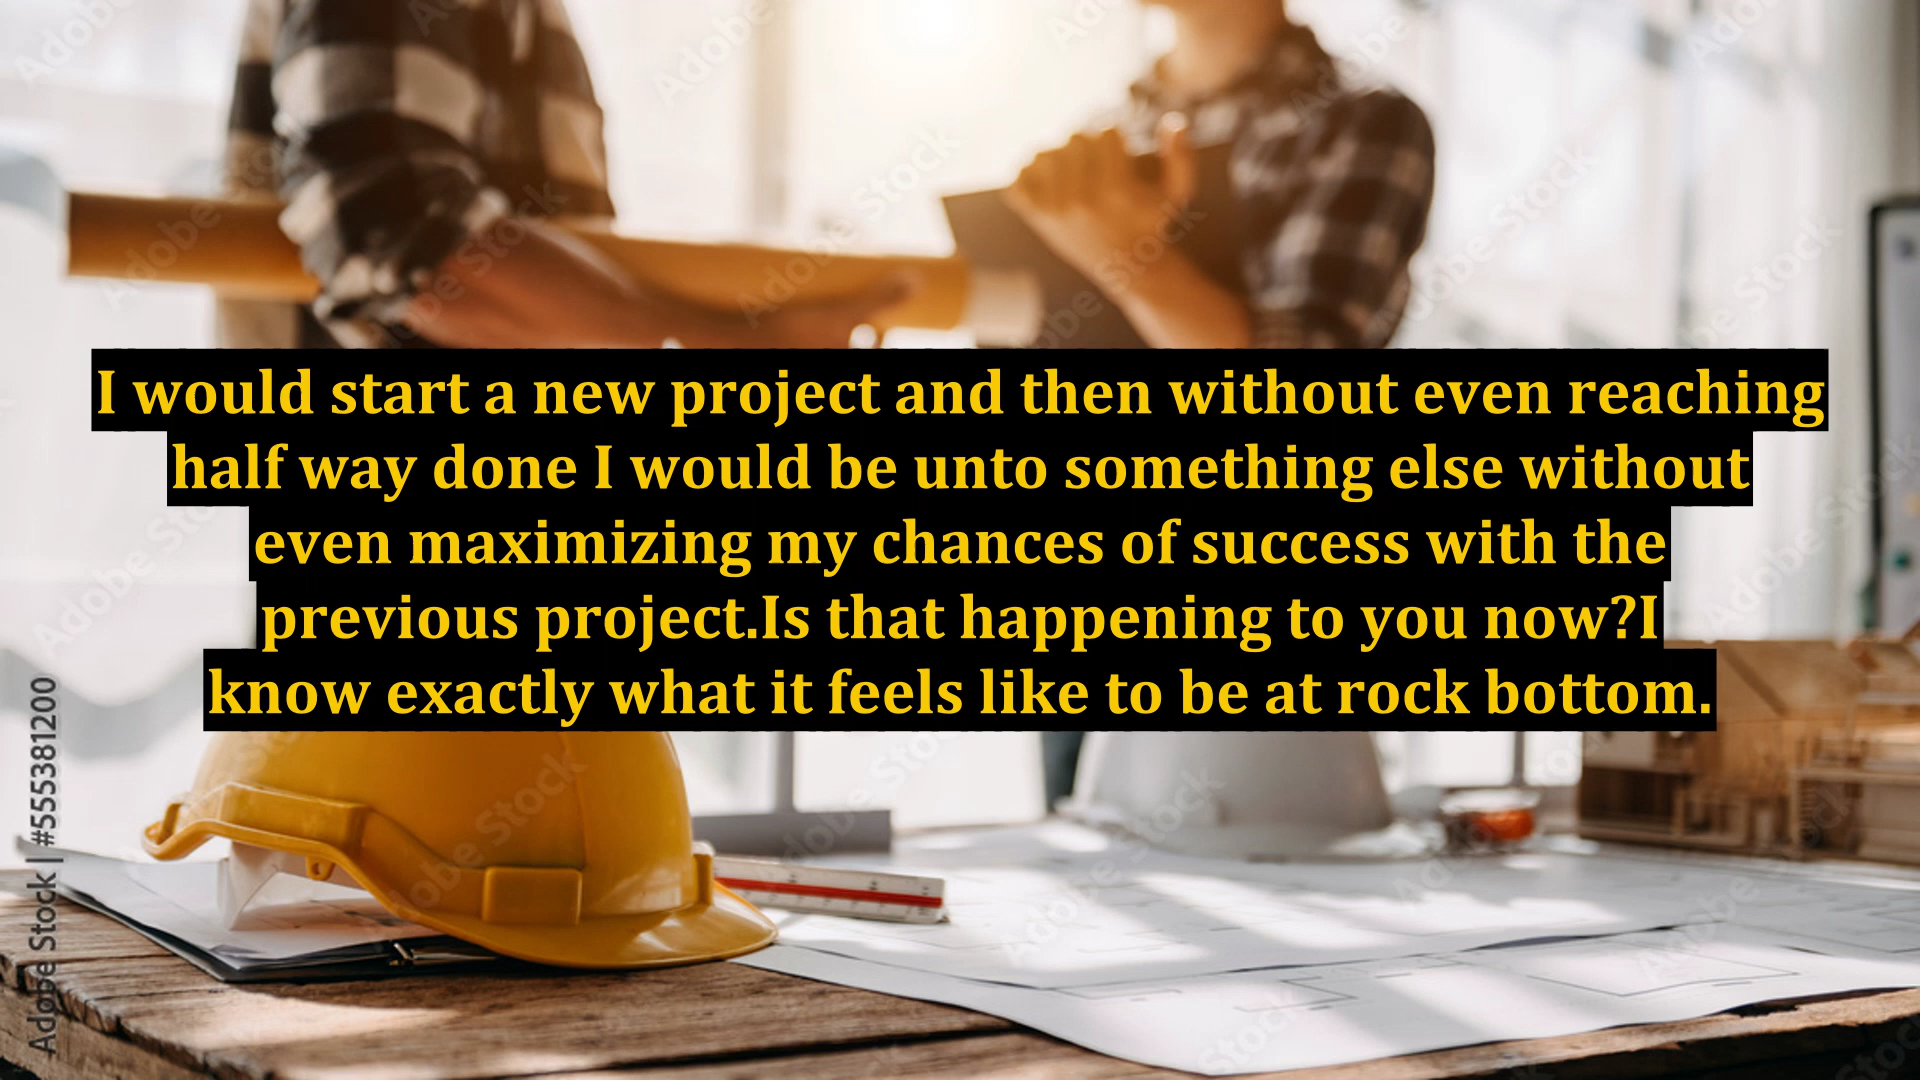 I would start a new project and then without even reaching
half way done I would be unto something else without
even maximizing my chances of success with the
previous project.Is that happening to you now?I
know exactly what it feels like to be at rock bottom.
Adobe Stock | #555381200
Adobe Stock